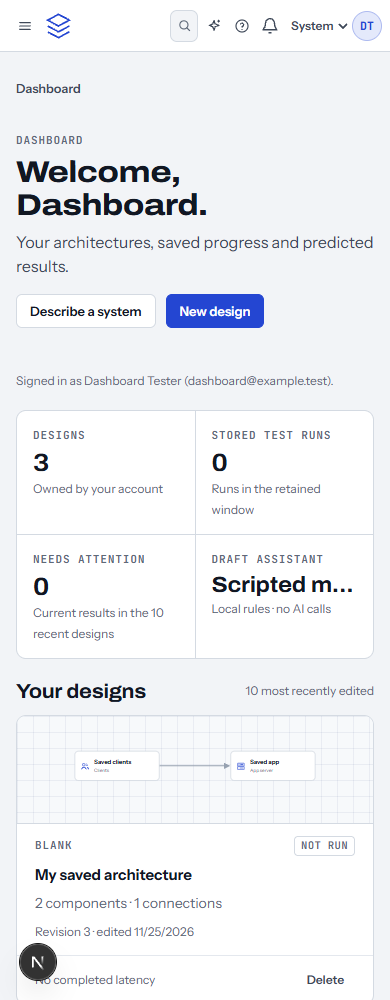 System
DT
Dashboard
DASHBOARD
Welcome,
Dashboard.
Your architectures, saved progress and predicted
results.
Describe a system
New design
Signed in as Dashboard Tester (dashboard@example.test).
DESIGNS
3
Owned by your account
STORED TEST RUNS
0
Runs in the retained
window
NEEDS ATTENTION
0
Current results in the 10
recent designs
DRAFT ASSISTANT
Scripted m...
Local rules · no AI calls
Your designs
10 most recently edited
Saved clients
Clients
Saved app
App server
BLANK
NOT RUN
My saved architecture
2 components · 1 connections
Revision 3 · edited 11/25/2026
N
No completed latency
Delete